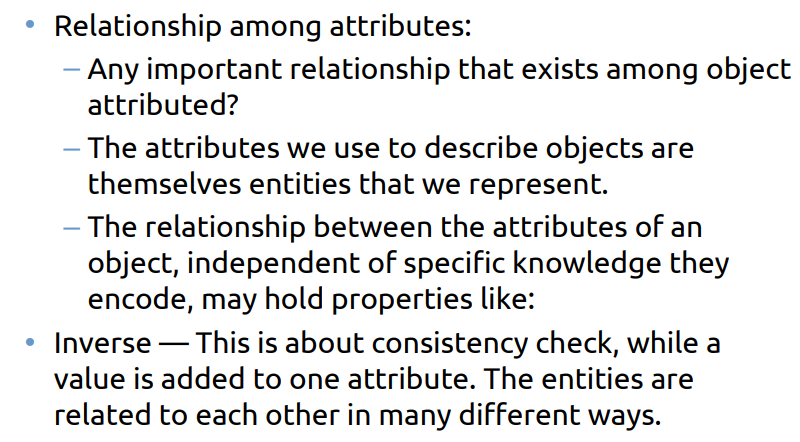 • Relationship among attributes:
– Any important relationship that exists among object
attributed?
– The attributes we use to describe objects are
themselves entities that we represent.
– The relationship between the attributes of an
object, independent of specific knowledge they
encode, may hold properties like:
• Inverse — This is about consistency check, while a
value is added to one attribute. The entities are
related to each other in many different ways.